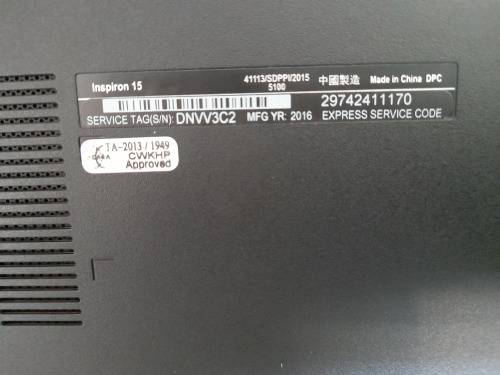 Inspiron 15 41113/SDPPI/2015 中國製造 Made in China DPC
5100
29742411170
SERVICE TAG(S/N): DNVV3C2 MFG YR: 2016 EXPRESS SERVICE CODE
TA-2013/1949
CWKHP
Approved